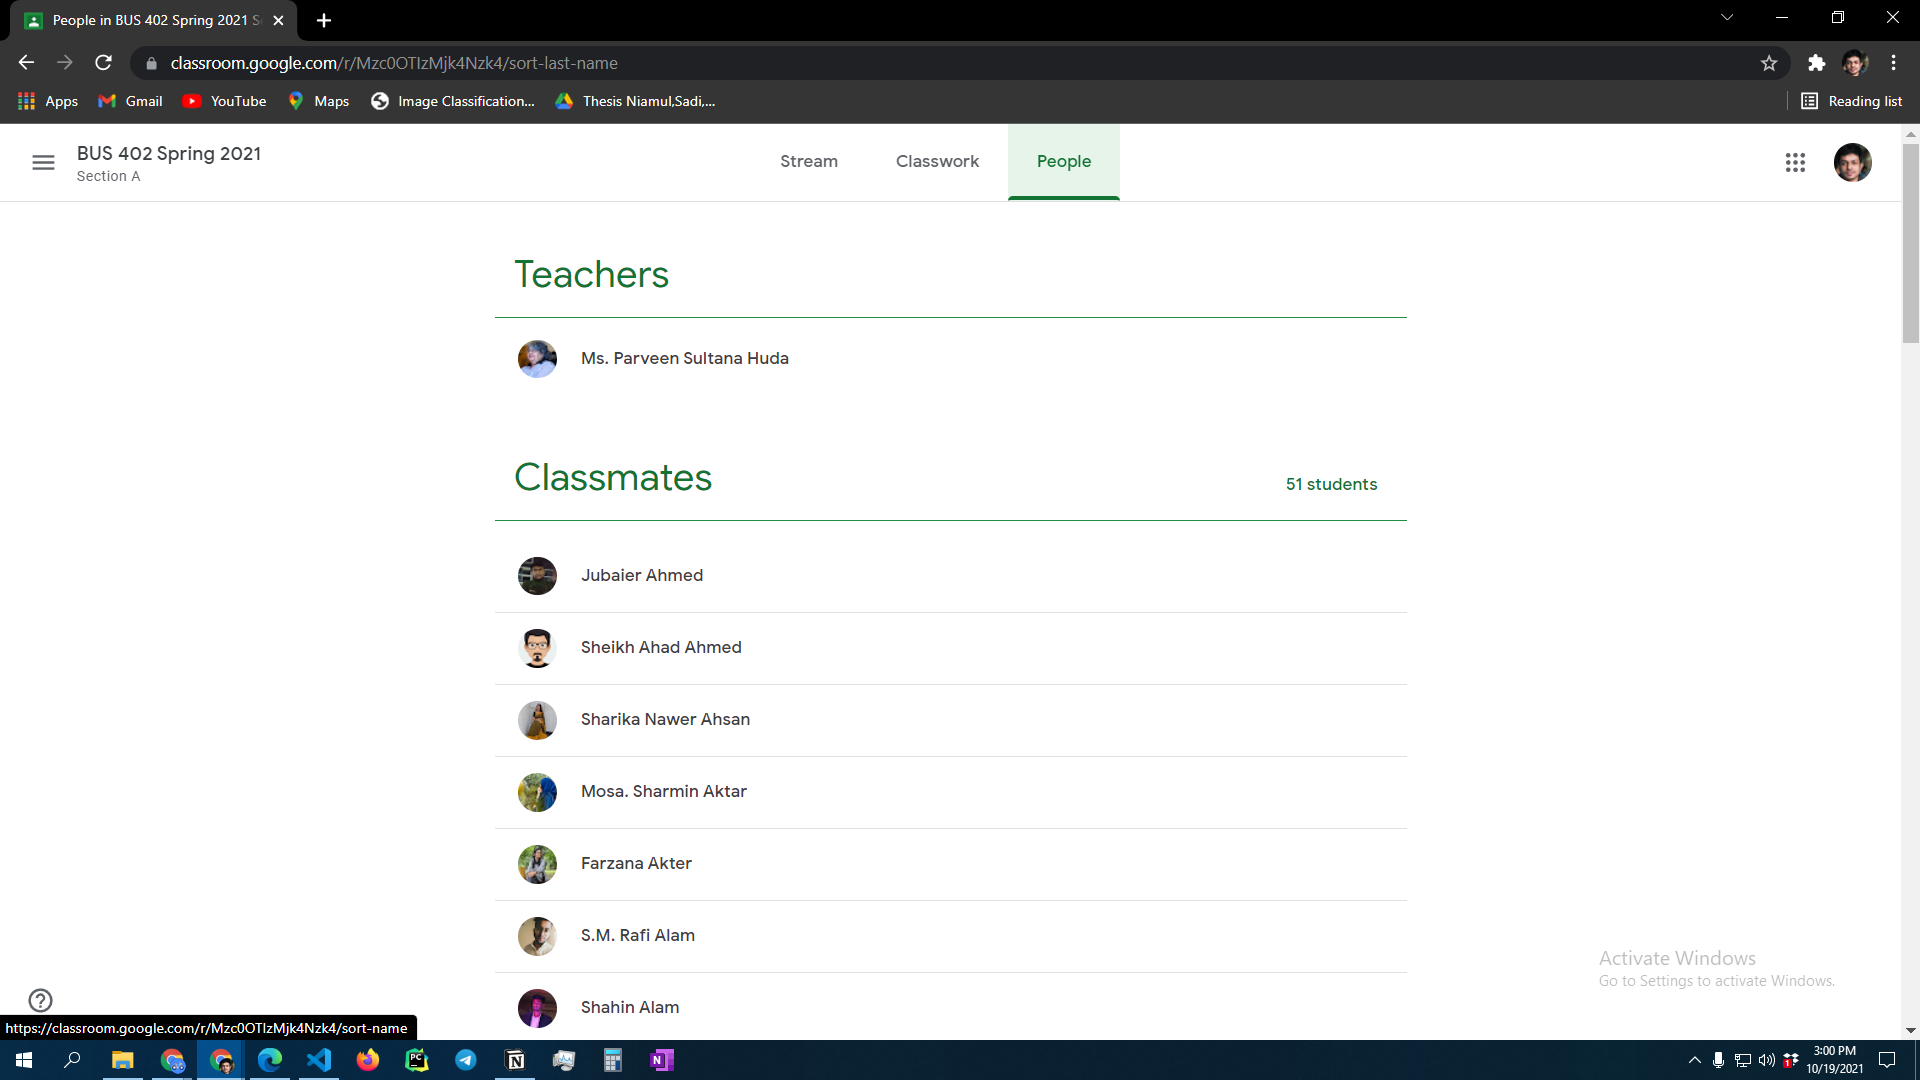 People in BUS 402 Spring 2021 S
classroom.google.com/r/Mzc0OTIzMjk4Nzk4/sort-last-name
Apps
Gmail
YouTube
Maps
Image Classification...
Thesis Niamul,Sadi,...
Reading list
BUS 402 Spring 2021
Section A
Stream
Classwork
People
Teachers
Ms. Parveen Sultana Huda
Classmates
51 students
Jubaier Ahmed
Sheikh Ahad Ahmed
Sharika Nawer Ahsan
Mosa. Sharmin Aktar
Farzana Akter
S.M. Rafi Alam
Shahin Alam
Activate Windows
Go to Settings to activate Windows.
https://classroom.google.com/r/Mzc0OTIzMjk4Nzk4/sort-name
3:00 PM
10/19/2021